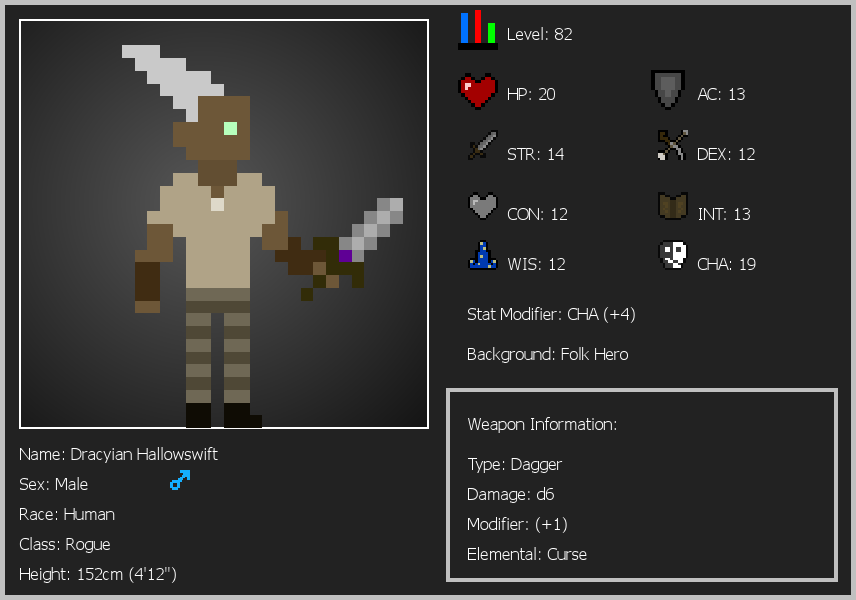 Level: 82
HP: 20
AC: 13
STR: 14
DEX: 12
CON: 12
INT: 13
WIS: 12
CHA: 19
Stat Modifier: CHA (+4)
Background: Folk Hero
Weapon Information:
Type: Dagger
Damage: d6
Modifier: (+1)
Elemental: Curse
Name: Dracyian Hallowswift
Sex: Male
Race: Human
Class: Rogue
Height: 152cm (4'12")